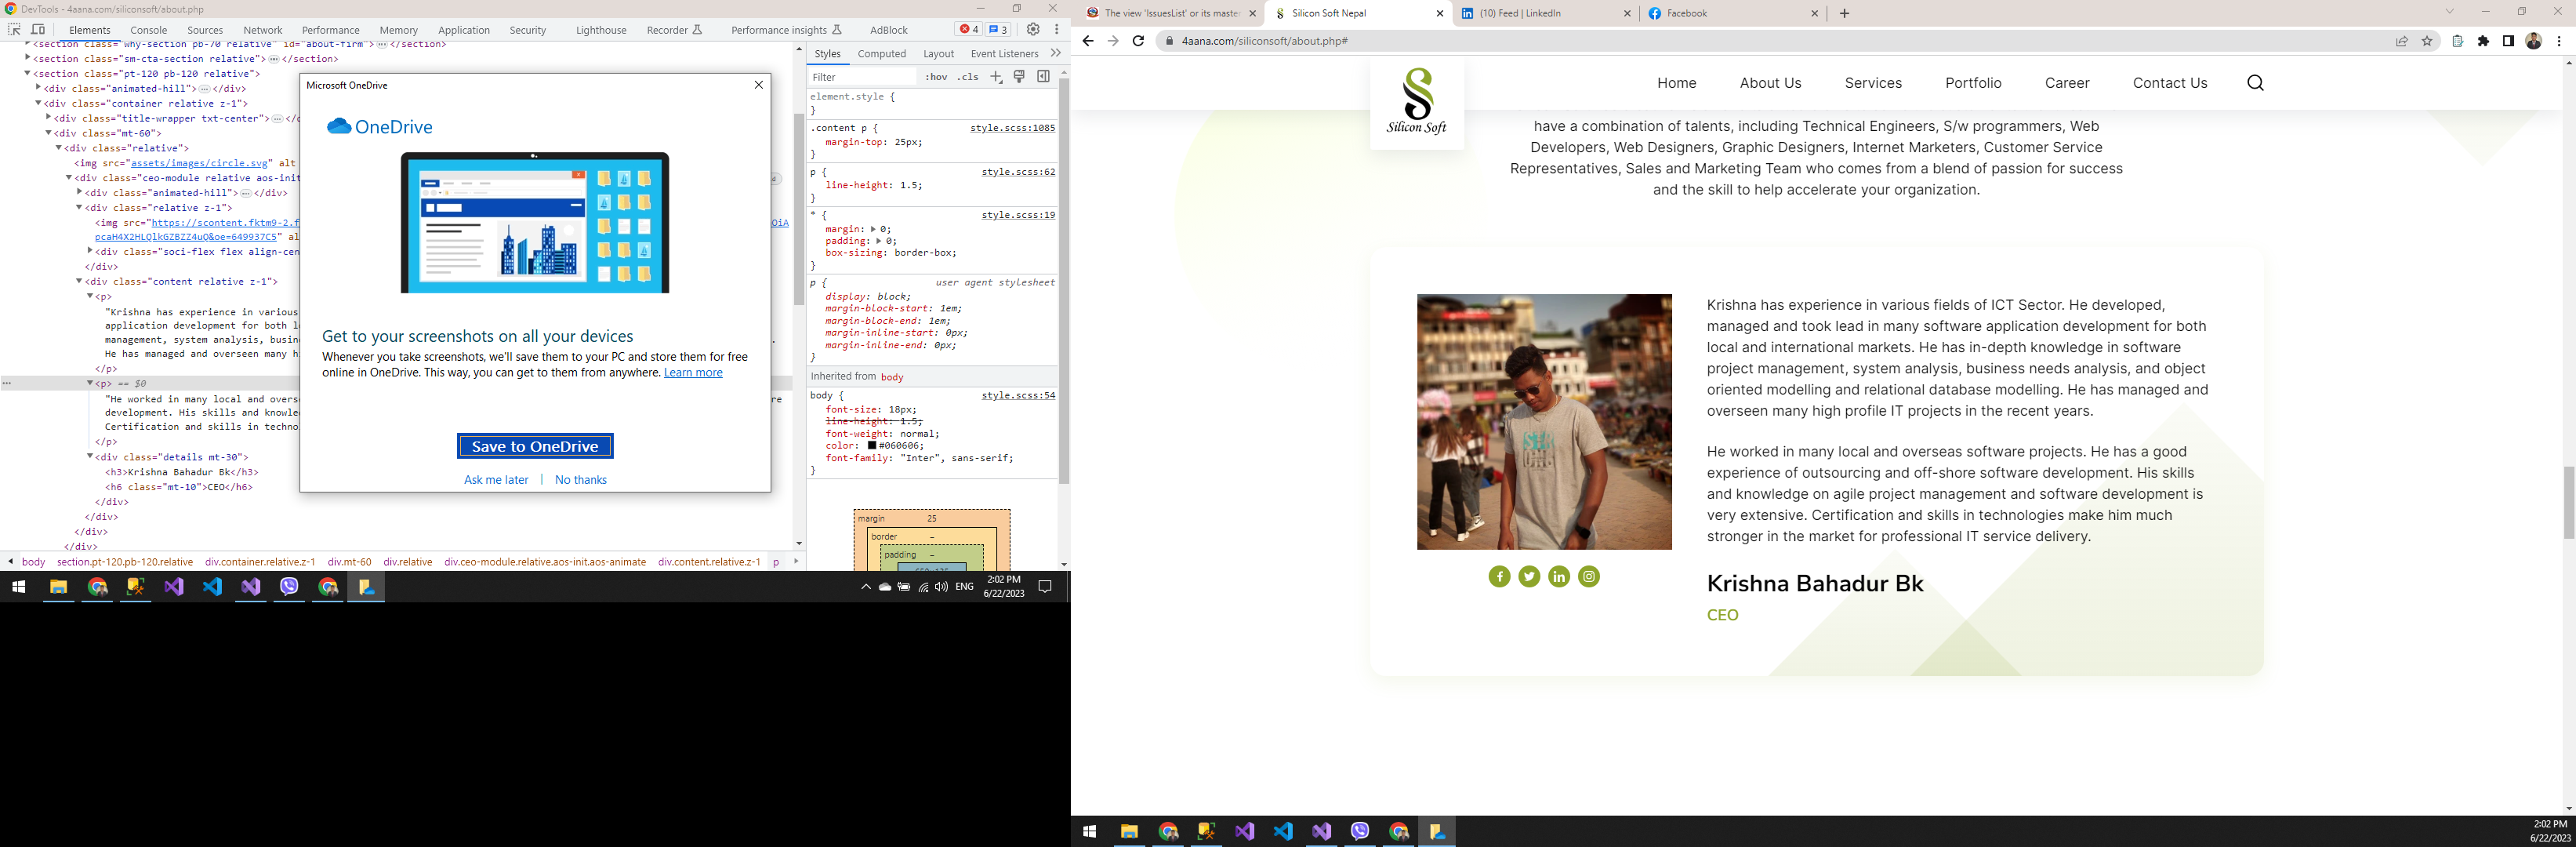 DevTools - 4aana.com/siliconsoft/about.php
Elements Console Sources Network Performance Memory Application Security Lighthouse Recorder Performance insights AdBlock 4 3
<section class="why-section pb-70 relative" id="about-firm">…</section>
<section class="sm-cta-section relative">…</section>
<section class="pt-120 pb-120 relative">
<div class="animated-hill">…</div>
<div class="container relative z-1">
<div class="title-wrapper txt-center">…</
<div class="mt-60">
<div class="relative">
<img src="assets/images/circle.svg" alt
<div class="ceo-module relative aos-init
<div class="animated-hill">…</div>
<div class="relative z-1">
<img src="https://scontent.fktm9-2.f
pcaH4X2HLQlkGZBZZ4uQ&oe=649937C5" al
<div class="soci-flex flex align-cen
</div>
<div class="content relative z-1">
<p>
"Krishna has experience in various
application development for both l
management, system analysis, busin
He has managed and overseen many h
</p>
<p> == $0
"He worked in many local and overs
development. His skills and knowle
Certification and skills in techno
</p>
<div class="details mt-30">
<h3>Krishna Bahadur Bk</h3>
<h6 class="mt-10">CEO</h6>
</div>
</div>
</div>
</div>
body section.pt-120.pb-120.relative div.container.relative.z-1 div.mt-60 div.relative div.ceo-module.relative.aos-init.aos-animate div.content.relative.z-1 p
Microsoft OneDrive
OneDrive
Get to your screenshots on all your devices
Whenever you take screenshots, we'll save them to your PC and store them for free
online in OneDrive. This way, you can get to them from anywhere. Learn more
Save to OneDrive
Ask me later | No thanks
Styles Computed Layout Event Listeners
Filter :hov .cls
element.style {
}
.content p { style.scss:1085
margin-top: 25px;
}
p { style.scss:62
line-height: 1.5;
}
* { style.scss:19
margin: 0;
padding: 0;
box-sizing: border-box;
}
p { user agent stylesheet
display: block;
margin-block-start: 1em;
margin-block-end: 1em;
margin-inline-start: 0px;
margin-inline-end: 0px;
}
Inherited from body
body { style.scss:54
font-size: 18px;
line-height: 1.5;
font-weight: normal;
color: #060606;
font-family: "Inter", sans-serif;
}
margin 25
border –
padding –
ENG 2:02 PM
6/22/2023
The view 'IssuesList' or its master Silicon Soft Nepal (10) Feed | LinkedIn Facebook
4aana.com/siliconsoft/about.php#
Silicon Soft
Home About Us Services Portfolio Career Contact Us
have a combination of talents, including Technical Engineers, S/w programmers, Web
Developers, Web Designers, Graphic Designers, Internet Marketers, Customer Service
Representatives, Sales and Marketing Team who comes from a blend of passion for success
and the skill to help accelerate your organization.
Krishna has experience in various fields of ICT Sector. He developed,
managed and took lead in many software application development for both
local and international markets. He has in-depth knowledge in software
project management, system analysis, business needs analysis, and object
oriented modelling and relational database modelling. He has managed and
overseen many high profile IT projects in the recent years.
He worked in many local and overseas software projects. He has a good
experience of outsourcing and off-shore software development. His skills
and knowledge on agile project management and software development is
very extensive. Certification and skills in technologies make him much
stronger in the market for professional IT service delivery.
Krishna Bahadur Bk
CEO
2:02 PM
6/22/2023